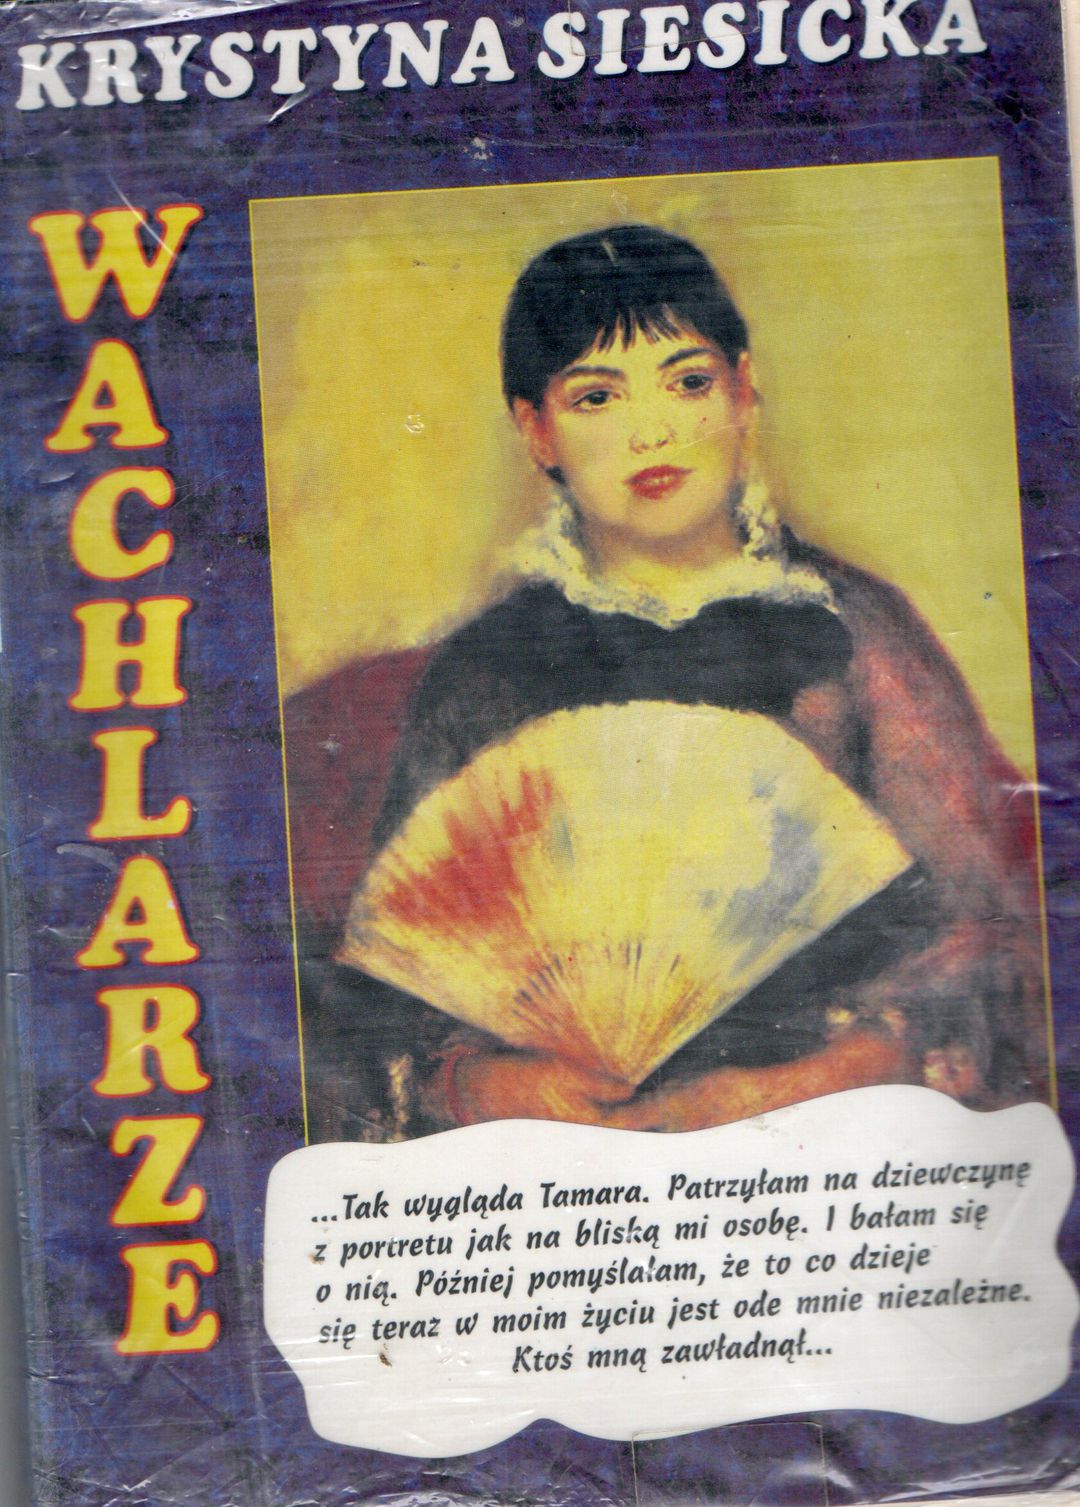 KRYSTYNA SIESICKA
WACHLARZE
...Tak wygląda Tamara. Patrzyłam na dziewczynę
z portretu jak na bliską mi osobę. I bałam się
o nią. Później pomyślałam, że to co dzieje
się teraz w moim życiu jest ode mnie niezależne.
Ktoś mną zawładnął...